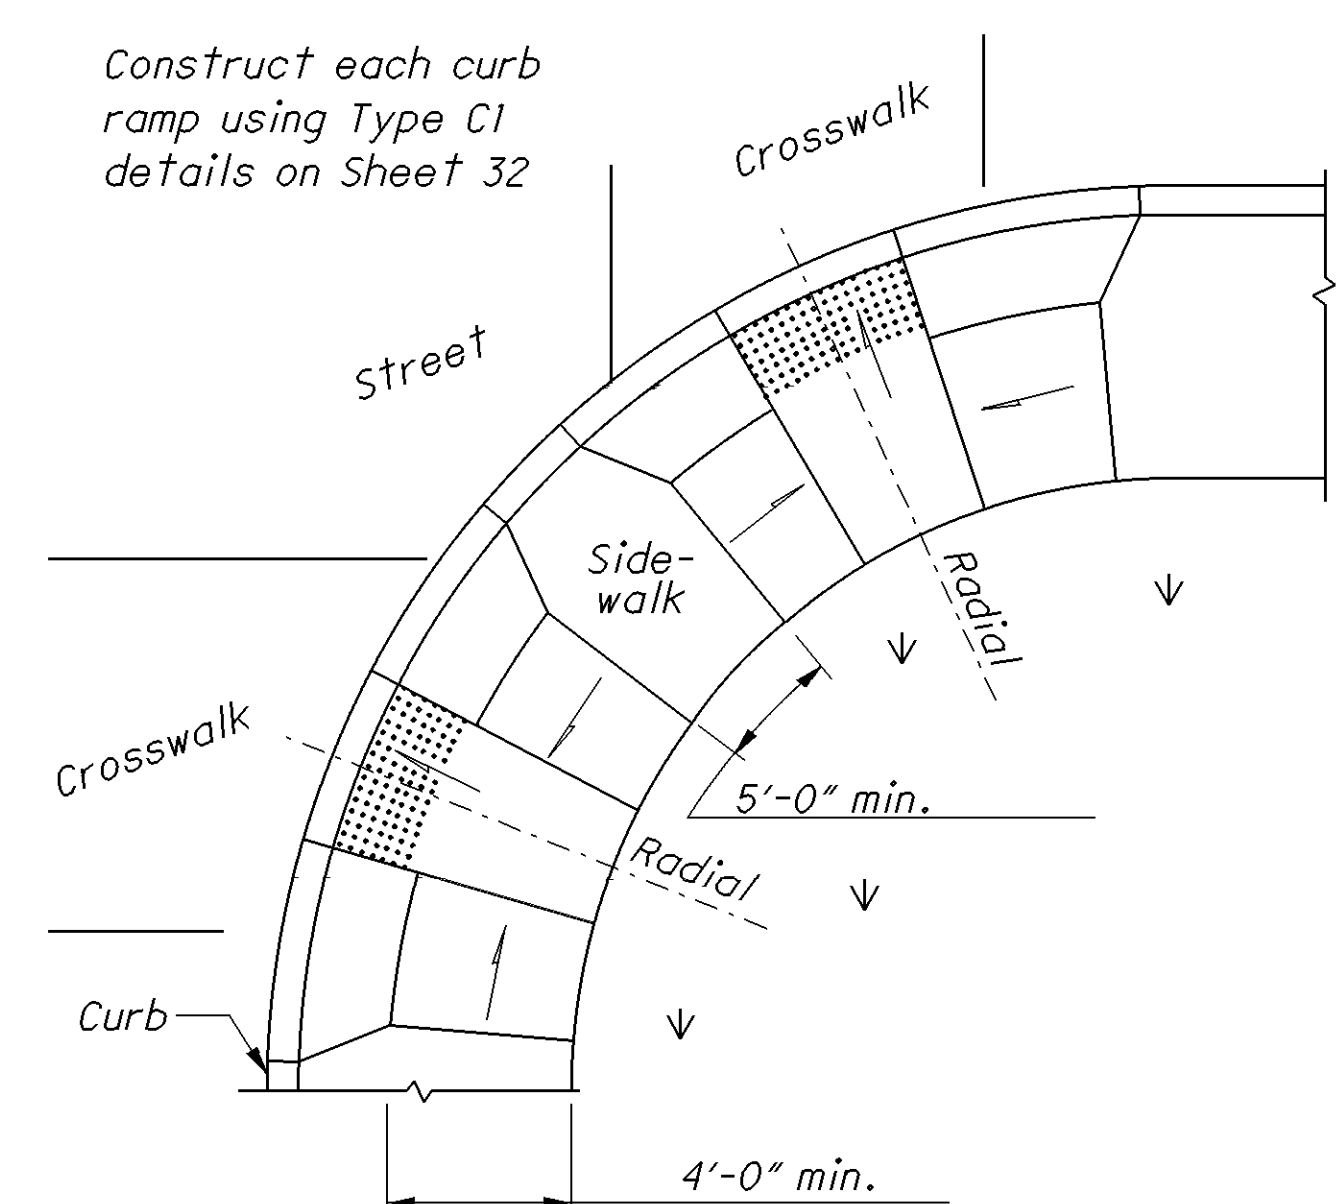 Construct each curb
ramp using Type C1
details on Sheet 32
Crosswalk
Street
Side-
walk
Radial
Crosswalk
5'-0" min.
Radial
Curb
4'-0" min.